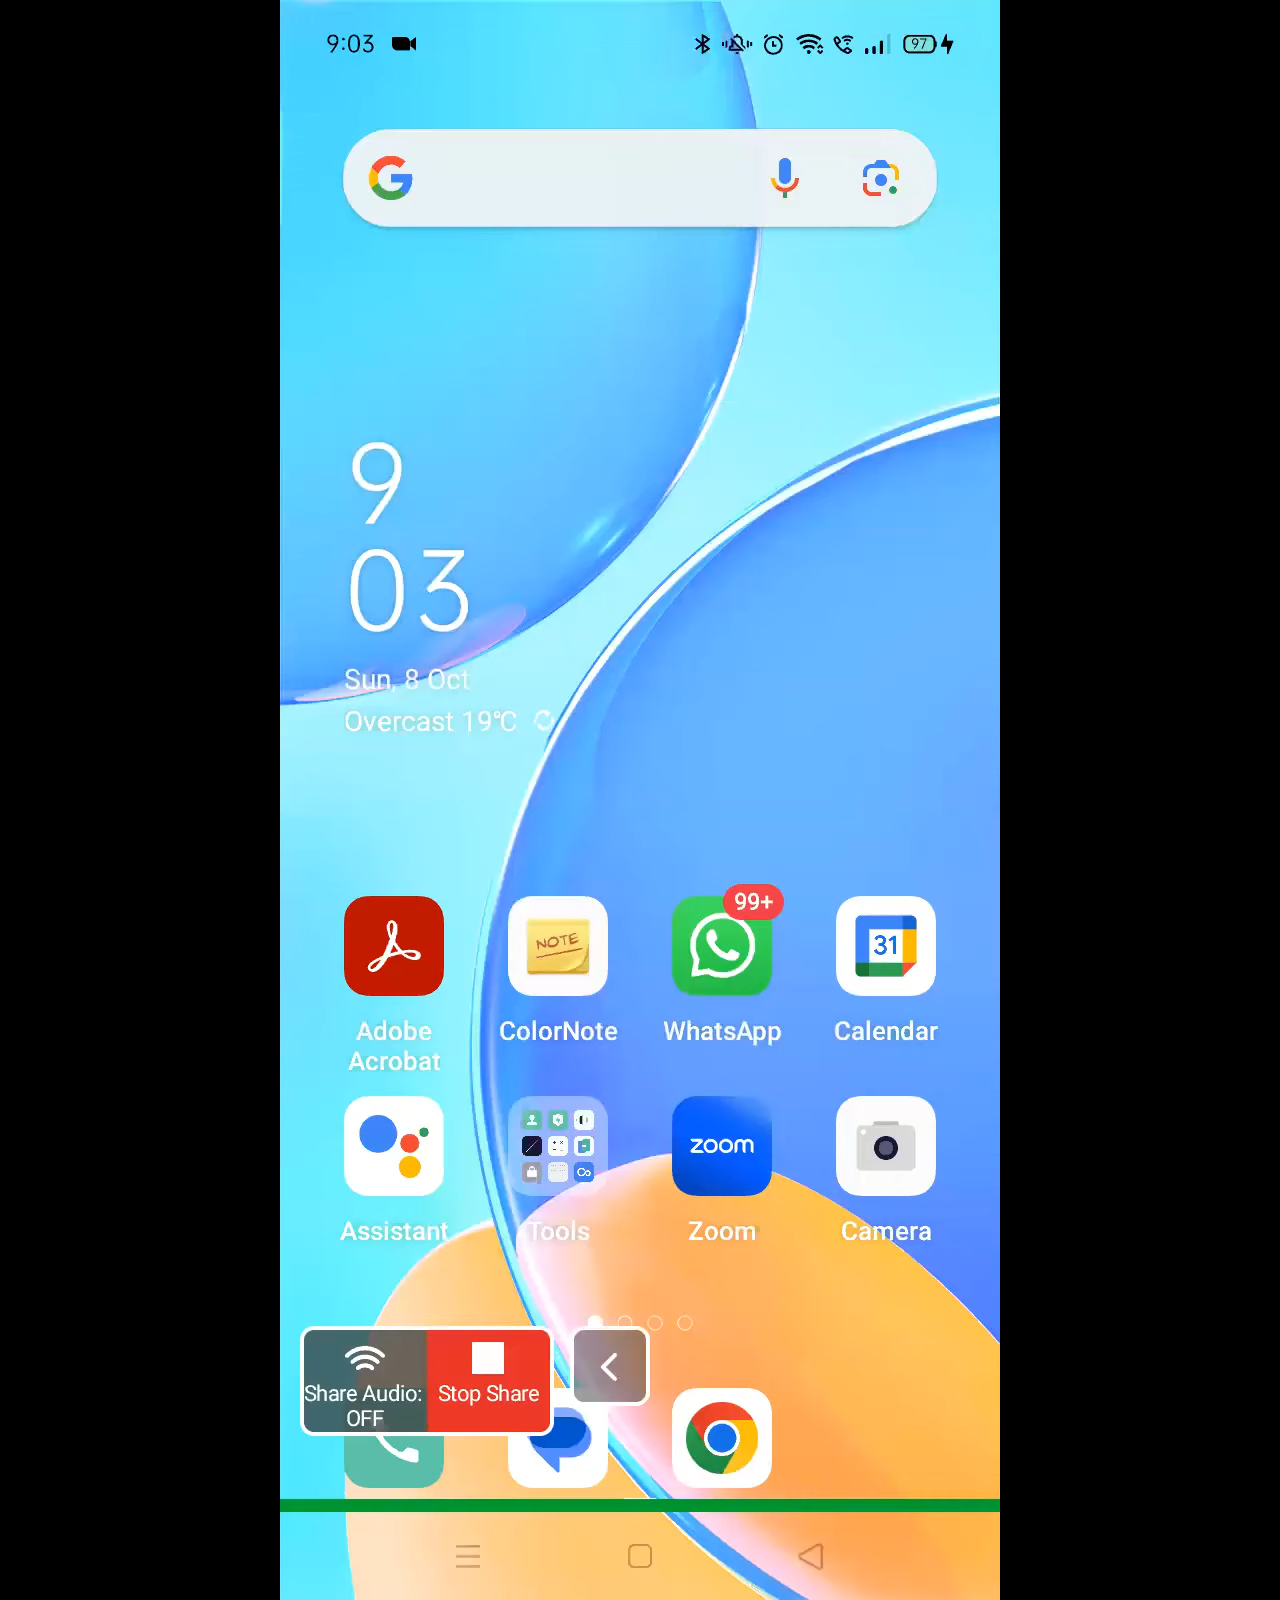 9:03
97
9
03
Sun, 8 Oct
Overcast 19°C
99+
NOTE
31
Adobe
Acrobat
ColorNote
WhatsApp
Calendar
zoom
Assistant
Tools
Zoom
Camera
Share Audio:
OFF
Stop Share